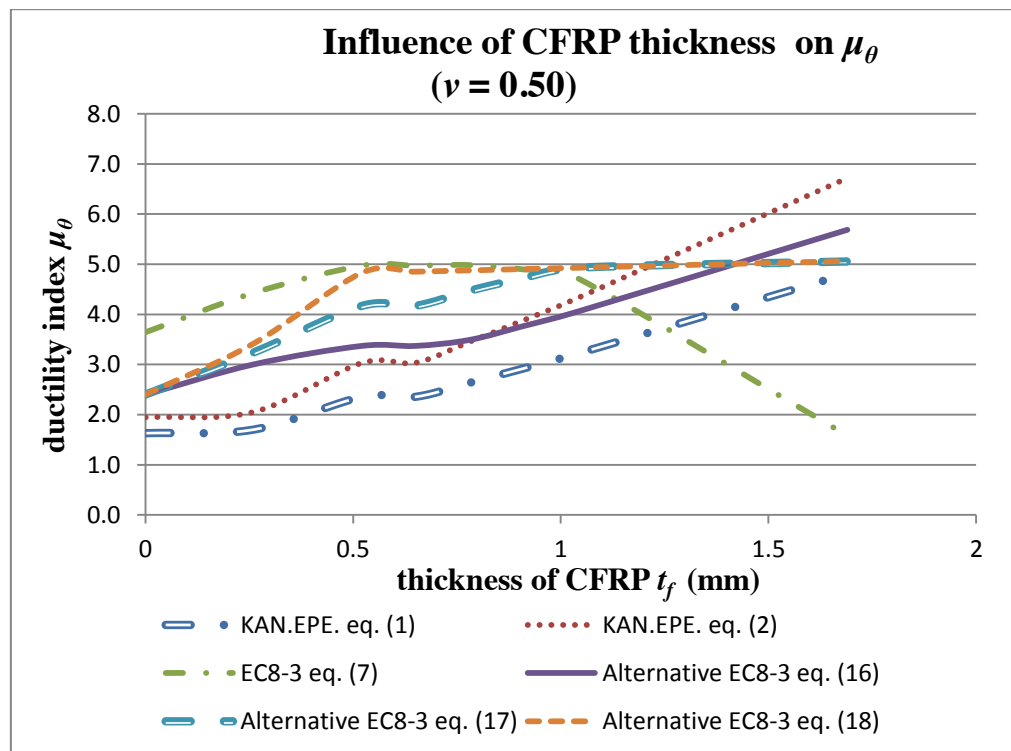 Influence of CFRP thickness on μθ
(v = 0.50)
8.0
7.0
6.0
5.0
4.0
3.0
2.0
1.0
0.0
ductility index μθ
0 0.5 1 1.5 2
thickness of CFRP tf (mm)
KAN.EPE. eq. (1) KAN.EPE. eq. (2)
EC8-3 eq. (7) Alternative EC8-3 eq. (16)
Alternative EC8-3 eq. (17) Alternative EC8-3 eq. (18)